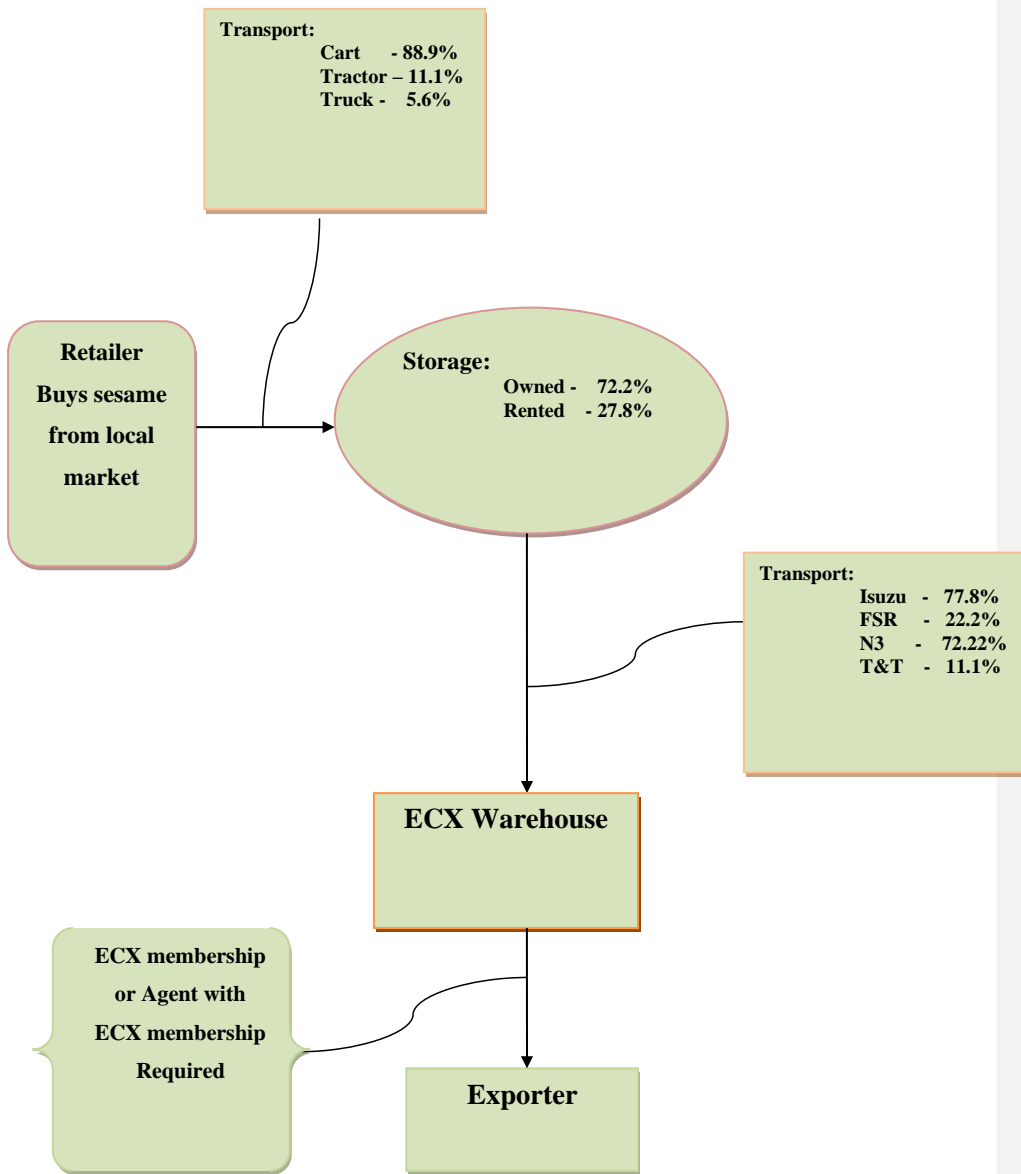 Transport:
Cart - 88.9%
Tractor – 11.1%
Truck - 5.6%
Retailer
Buys sesame
from local
market
Storage:
Owned - 72.2%
Rented - 27.8%
Transport:
Isuzu - 77.8%
FSR - 22.2%
N3 - 72.22%
T&T - 11.1%
ECX Warehouse
ECX membership
or Agent with
ECX membership
Required
Exporter